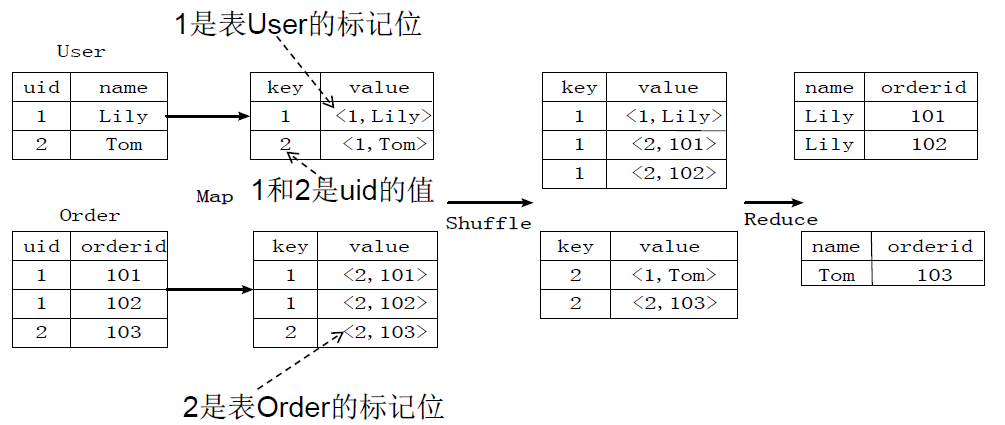 1是表User的标记位
User
uid name
1 Lily
2 Tom
key value
1 <1,Lily>
2 <1,Tom>
1和2是uid的值
Map
Order
uid orderid
1 101
1 102
2 103
key value
1 <2,101>
1 <2,102>
2 <2,103>
2是表Order的标记位
Shuffle
key value
1 <1,Lily>
1 <2,101>
1 <2,102>
key value
2 <1,Tom>
2 <2,103>
Reduce
name orderid
Lily 101
Lily 102
name orderid
Tom 103